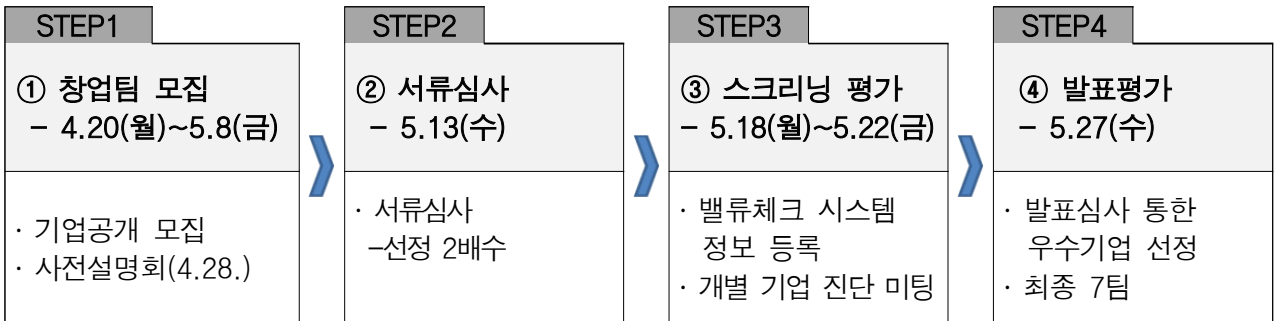 STEP1
① 창업팀 모집
- 4.20(월)~5.8(금)
· 기업공개 모집
· 사전설명회(4.28.)
STEP2
② 서류심사
- 5.13(수)
· 서류심사
-선정 2배수
STEP3
③ 스크리닝 평가
- 5.18(월)~5.22(금)
· 밸류체크 시스템
정보 등록
· 개별 기업 진단 미팅
STEP4
④ 발표평가
- 5.27(수)
· 발표심사 통한
우수기업 선정
· 최종 7팀